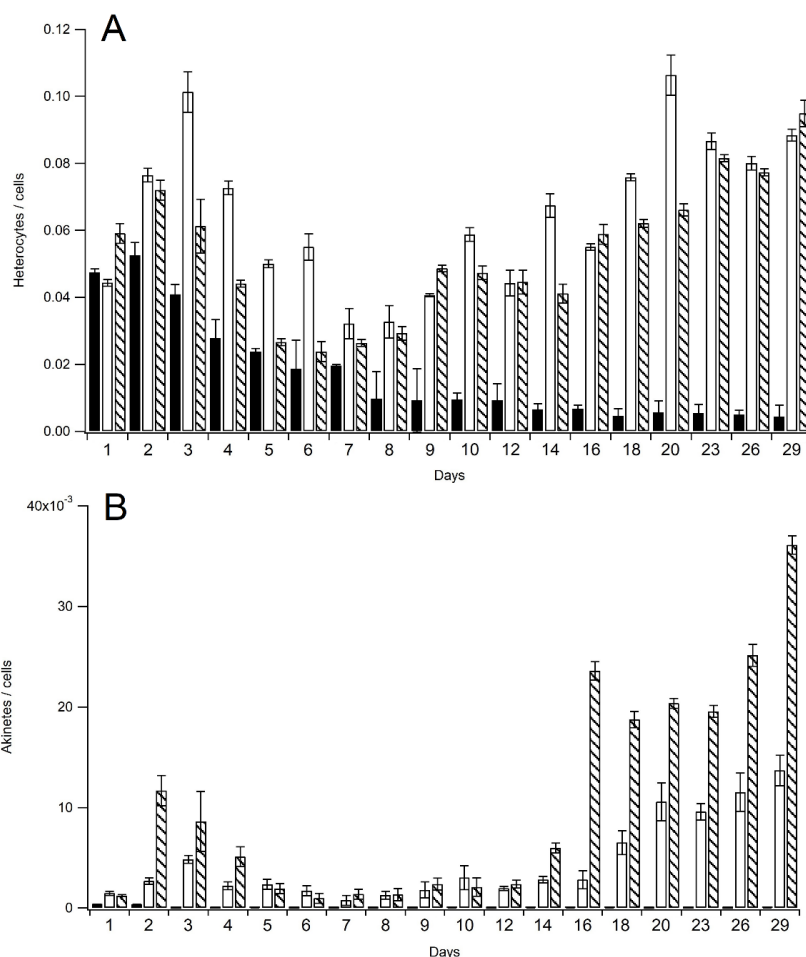 A
0.12
0.10
0.08
0.06
0.04
0.02
0.00
Heterocytes / cells
1 2 3 4 5 6 7 8 9 10 12 14 16 18 20 23 26 29
Days
B
40x10-3
30
20
10
0
Akinetes / cells
1 2 3 4 5 6 7 8 9 10 12 14 16 18 20 23 26 29
Days